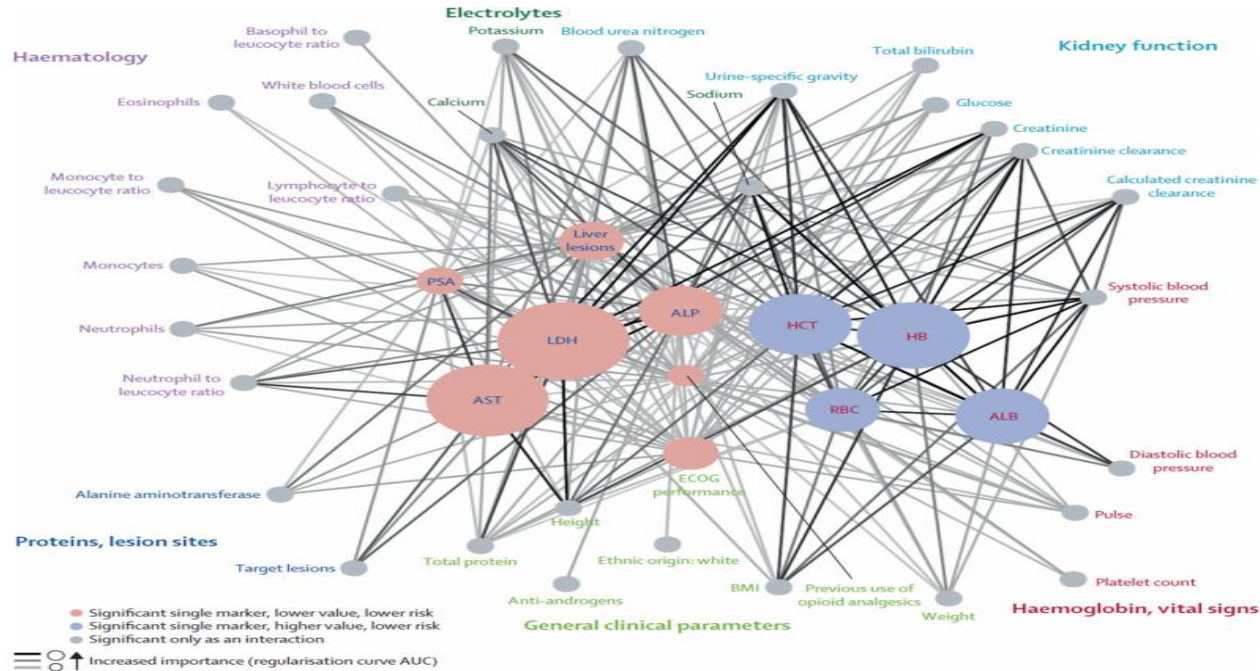 Electrolytes
Basophil to
leucocyte ratio
Potassium
Blood urea nitrogen
Kidney function
Haematology
Total bilirubin
White blood cells
Urine-specific gravity
Sodium
Eosinophils
Calcium
Glucose
Creatinine
Creatinine clearance
Monocyte to
leucocyte ratio
Lymphocyte to
leucocyte ratio
Calculated creatinine
clearance
Liver
lesions
Monocytes
PSA
Systolic blood
pressure
ALP
HCT
HB
LDH
Neutrophils
Neutrophil to
leucocyte ratio
AST
RBC
ALB
Diastolic blood
pressure
ECOG
performance
Alanine aminotransferase
Height
Pulse
Proteins, lesion sites
Total protein
Ethnic origin: white
Target lesions
BMI
Previous use of
opioid analgesics
Platelet count
Anti-androgens
Weight
Haemoglobin, vital signs
General clinical parameters
Significant single marker, lower value, lower risk
Significant single marker, higher value, lower risk
Significant only as an interaction
Increased importance (regularisation curve AUC)